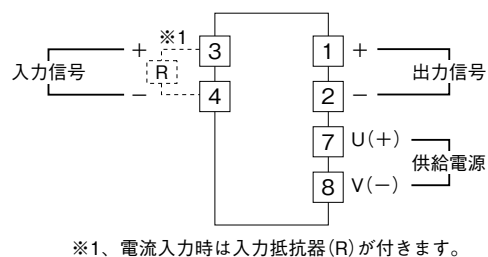 ※1
+ 3 1 +
入力信号 R 出力信号
− 4 2 −
7 U(+)
供給電源
8 V(−)
※1、電流入力時は入力抵抗器(R)が付きます。